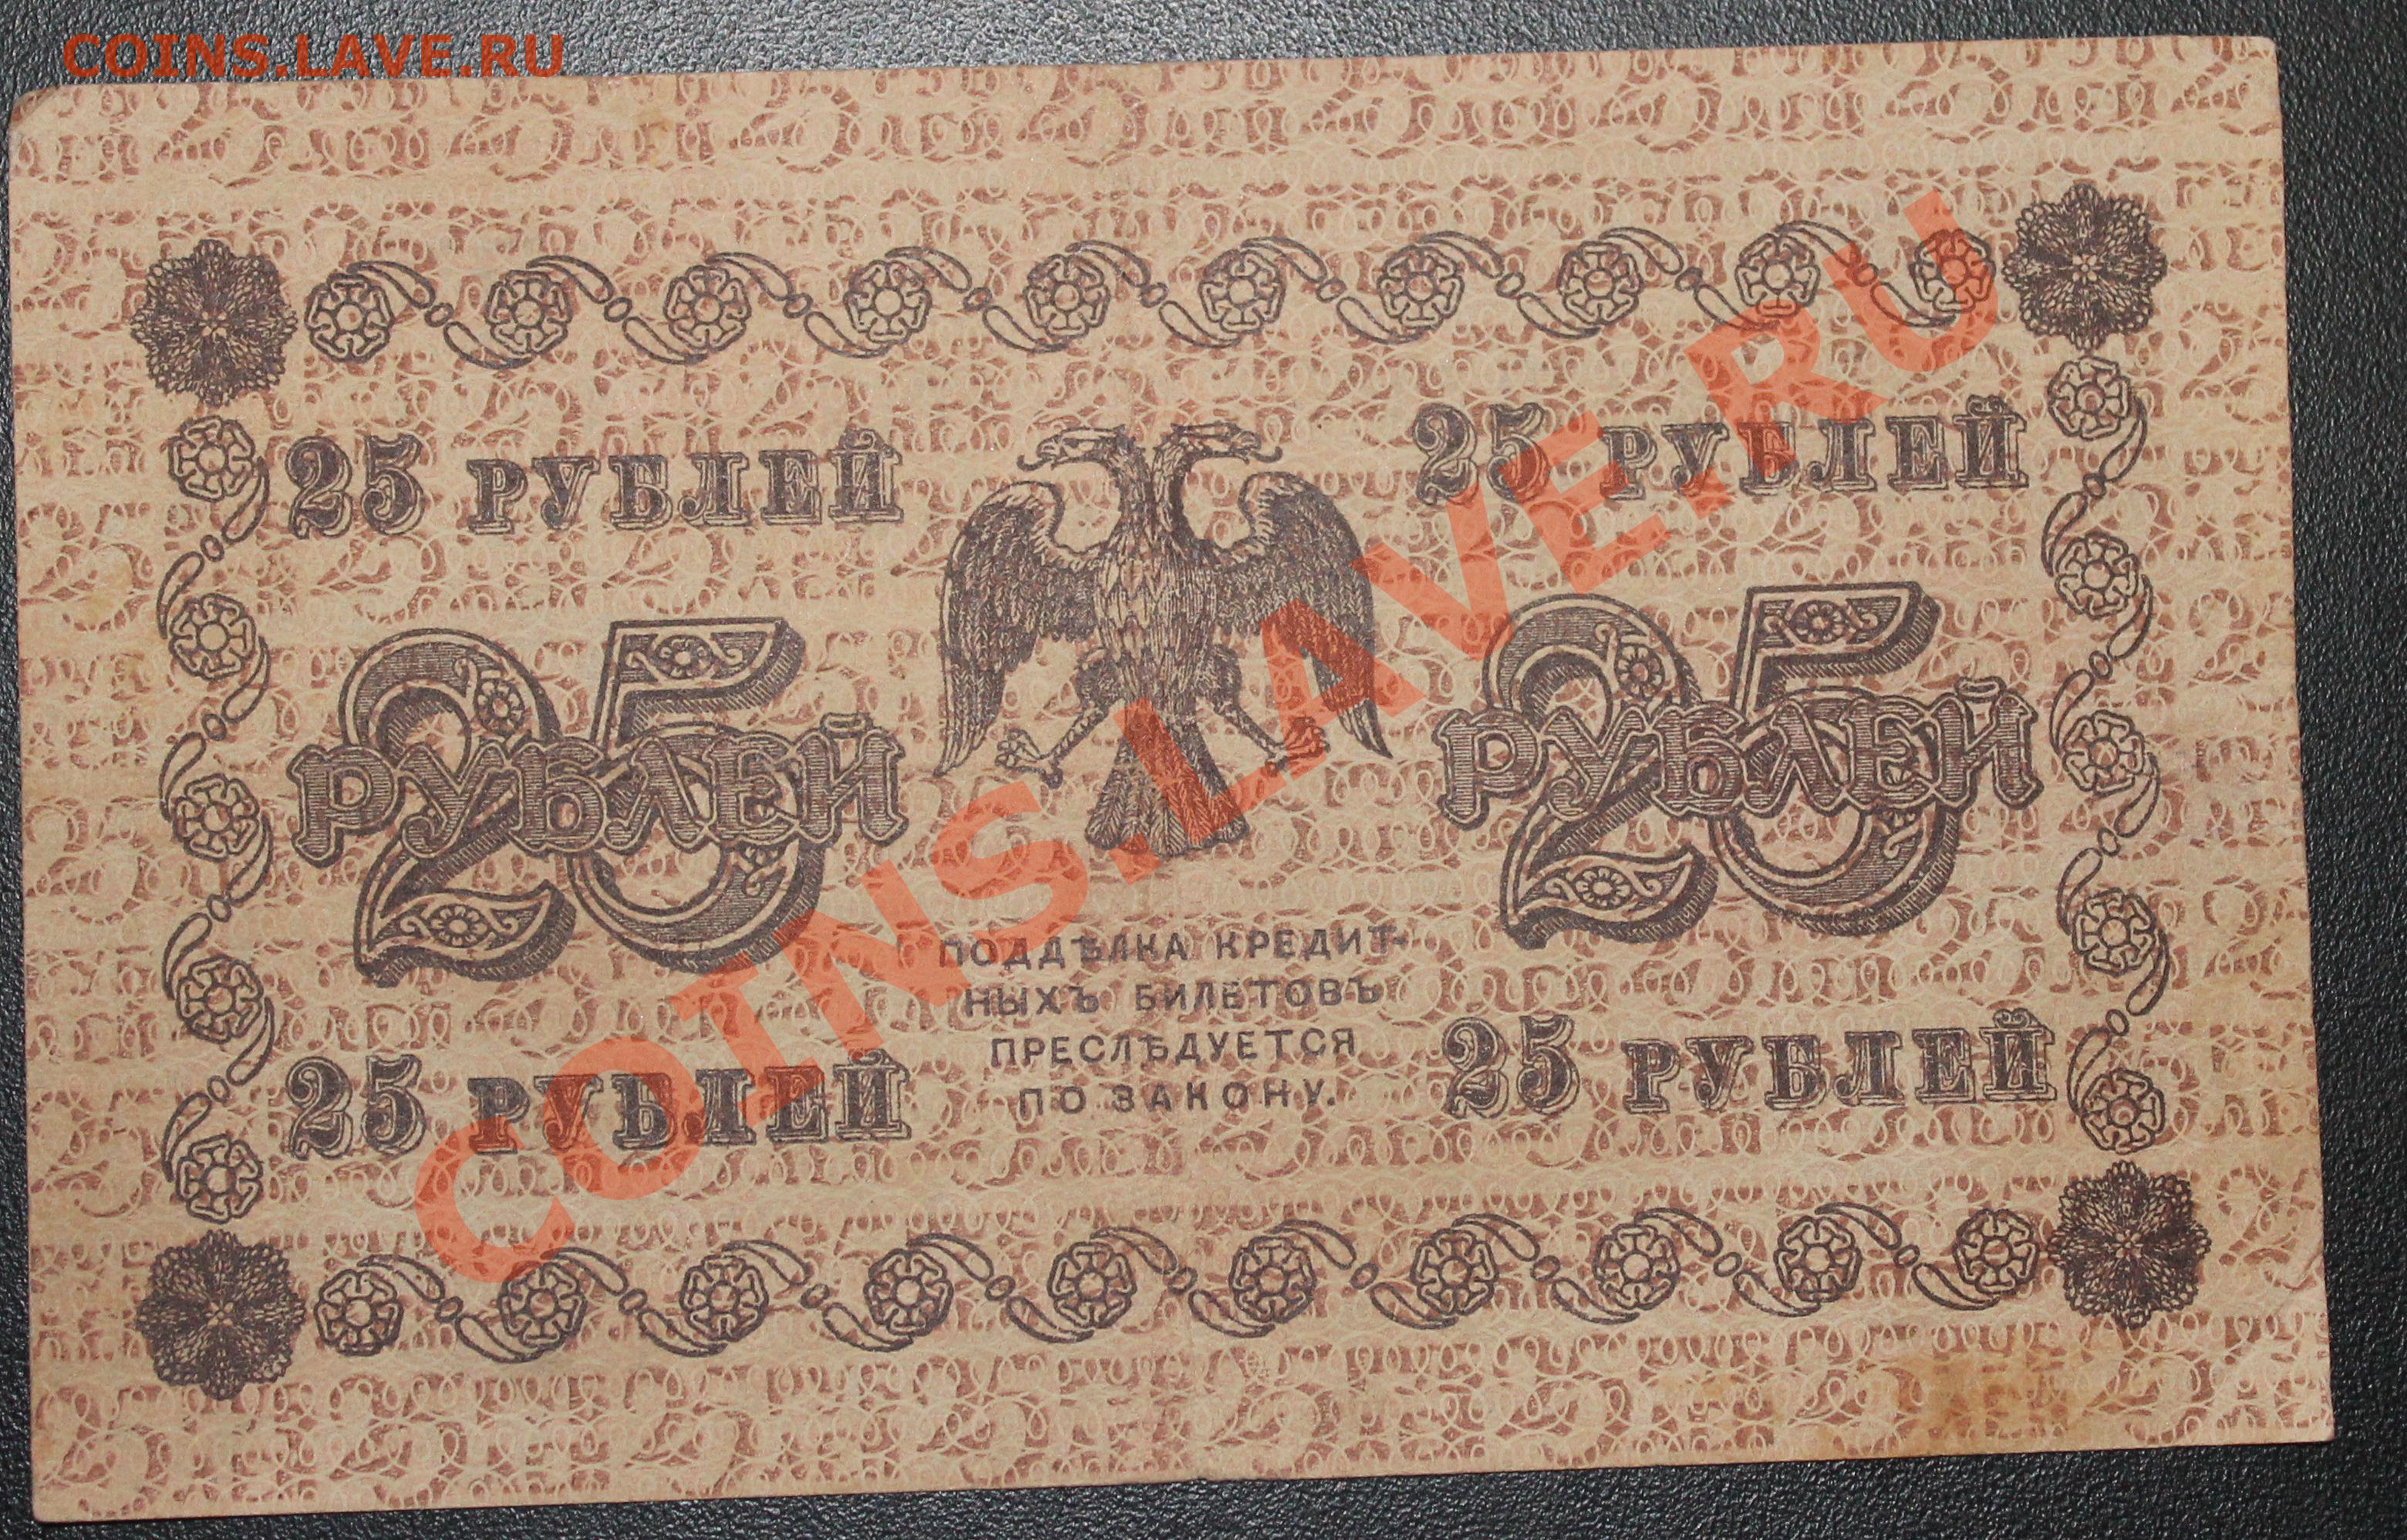 COINS.LAVE.RU
25 РУБЛЕЙ
25 РУБЛЕЙ
25 РУБЛЕЙ
25 РУБЛЕЙ
ПОДДѢЛКА КРЕДИТ-
НЫХЪ БИЛЕТОВЪ
ПРЕСЛѢДУЕТСЯ
ПО ЗАКОНУ.
25 РУБЛЕЙ
25 РУБЛЕЙ
COINS.LAVE.RU